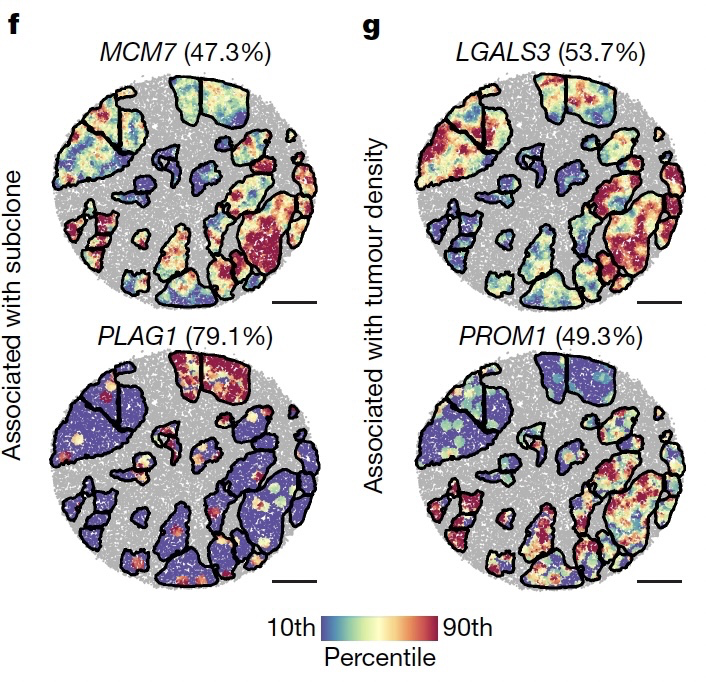 f
MCM7 (47.3%)
Associated with subclone
PLAG1 (79.1%)
g
LGALS3 (53.7%)
Associated with tumour density
PROM1 (49.3%)
10th 90th
Percentile